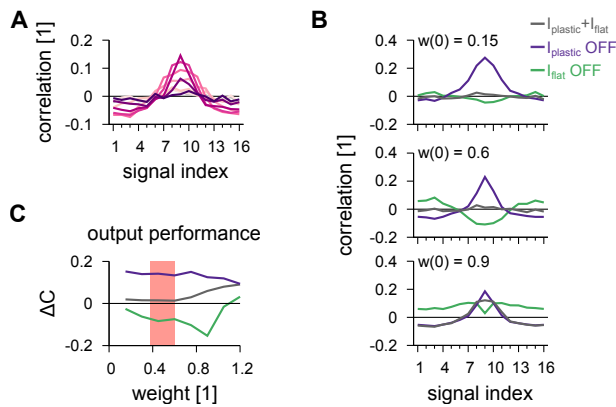 A
correlation [1]
0.2
0.1
0
-0.1
1 4 7 10 13 16
signal index
B
I_plastic+I_flat
I_plastic OFF
I_flat OFF
correlation [1]
w(0) = 0.15
0.4
0.2
0
-0.2
w(0) = 0.6
0.4
0.2
0
-0.2
w(0) = 0.9
0.4
0.2
0
-0.2
1 4 7 10 13 16
signal index
C
output performance
ΔC
0.2
0
-0.2
0 0.4 0.8 1.2
weight [1]